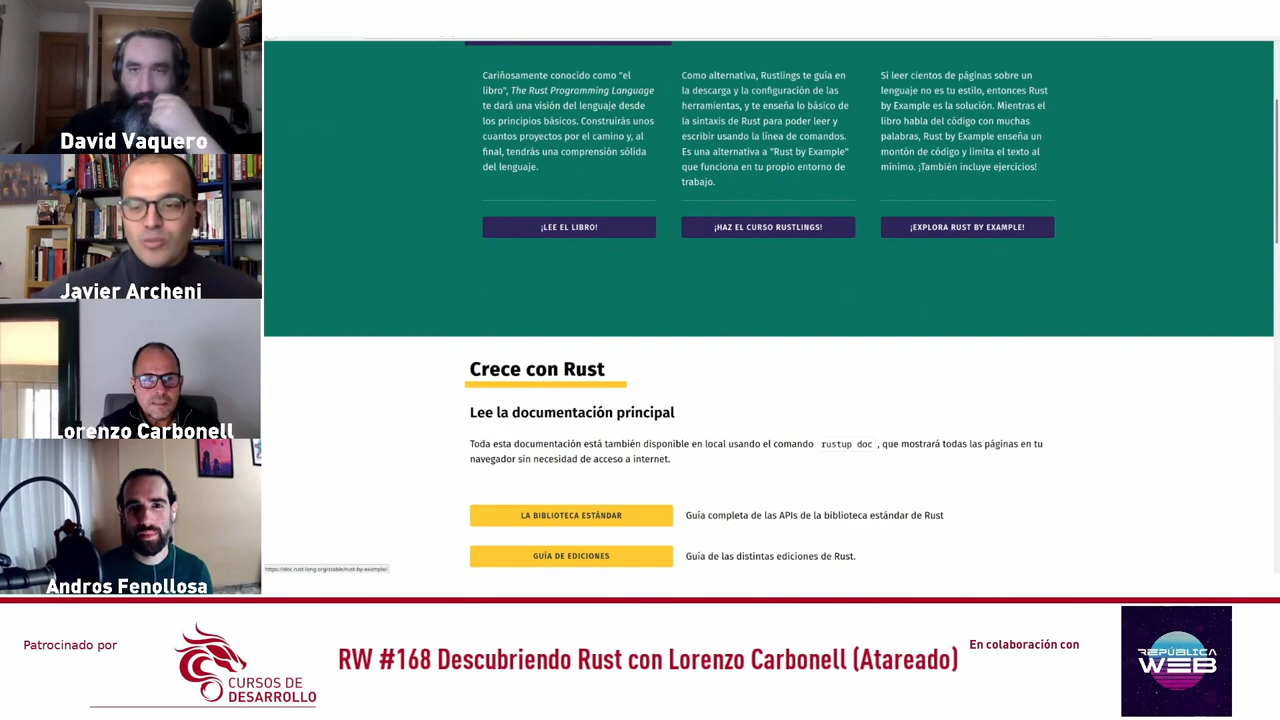 David Vaquero
Javier Archeni
Lorenzo Carbonell
Andros Fenollosa
Cariñosamente conocido como "el
libro", The Rust Programming Language
te dará una visión del lenguaje desde
los principios básicos. Construirás unos
cuantos proyectos por el camino y, al
final, tendrás una comprensión sólida
del lenguaje.
¡LEE EL LIBRO!
Como alternativa, Rustlings te guía en
la descarga y la configuración de las
herramientas, y te enseña lo básico de
la sintaxis de Rust para poder leer y
escribir usando la línea de comandos.
Es una alternativa a "Rust by Example"
que funciona en tu propio entorno de
trabajo.
¡HAZ EL CURSO RUSTLINGS!
Si leer cientos de páginas sobre un
lenguaje no es tu estilo, entonces Rust
by Example es la solución. Mientras el
libro habla del código con muchas
palabras, Rust by Example enseña un
montón de código y limita el texto al
mínimo. ¡También incluye ejercicios!
¡EXPLORA RUST BY EXAMPLE!
Crece con Rust
Lee la documentación principal
Toda esta documentación está también disponible en local usando el comando rustup doc , que mostrará todas las páginas en tu
navegador sin necesidad de acceso a internet.
LA BIBLIOTECA ESTÁNDAR
Guía completa de las APIs de la biblioteca estándar de Rust
GUÍA DE EDICIONES
Guía de las distintas ediciones de Rust.
https://doc.rust-lang.org/stable/rust-by-example/
Patrocinado por
CURSOS DE
DESARROLLO
RW #168 Descubriendo Rust con Lorenzo Carbonell (Atareado)
En colaboración con
REPÚBLICA
WEB